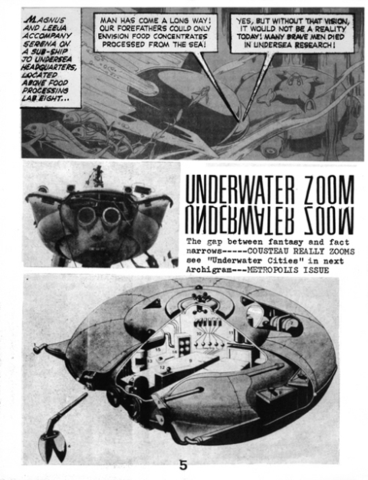 MAGNUS
AND LEEJA
ACCOMPANY
SERENA ON
A SUB-SHIP
TO UNDERSEA
HEADQUARTERS,
LOCATED
ABOVE FOOD
PROCESSING
LAB EIGHT...
MAN HAS COME A LONG WAY!
OUR FOREFATHERS COULD ONLY
ENVISION FOOD CONCENTRATES
PROCESSED FROM THE SEA!
YES, BUT WITHOUT THAT VISION,
IT WOULD NOT BE A REALITY
TODAY! MANY BRAVE MEN DIED
IN UNDERSEA RESEARCH!
UNDERWATER ZOOM
UNDERWATER ZOOM
The gap between fantasy and fact
narrows-----COUSTEAU REALLY ZOOMS
see "Underwater Cities" in next
Archigram---METROPOLIS ISSUE
5